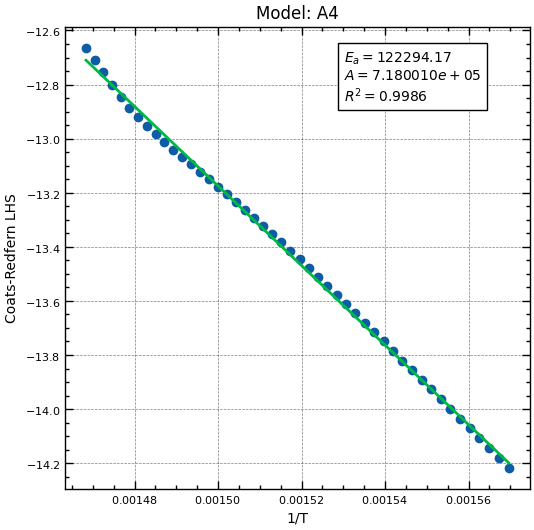 Model: A4
E_a = 122294.17
A = 7.180010e + 05
R² = 0.9986
Coats-Redfern LHS
−12.6
−12.8
−13.0
−13.2
−13.4
−13.6
−13.8
−14.0
−14.2
0.00148 0.00150 0.00152 0.00154 0.00156
1/T